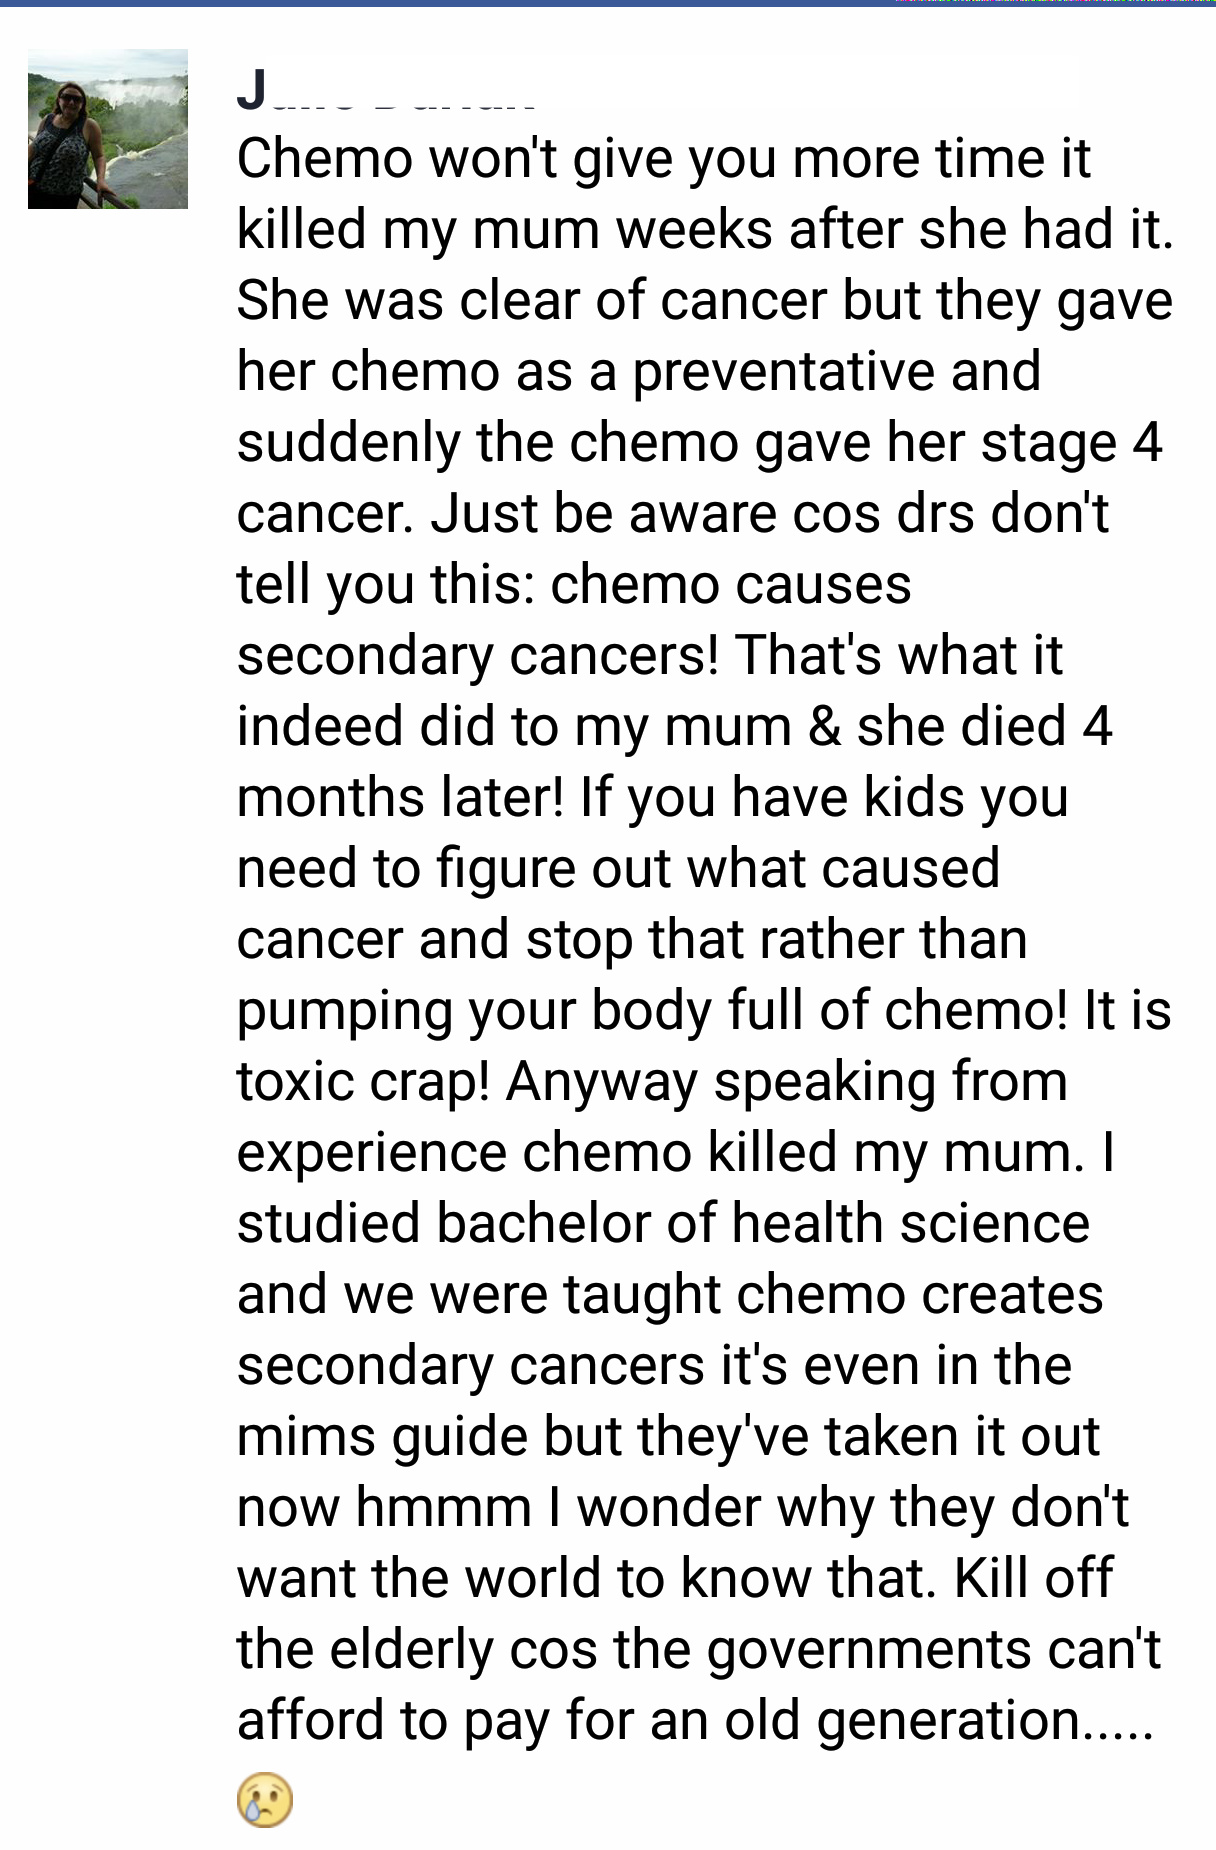 J
Chemo won't give you more time it
killed my mum weeks after she had it.
She was clear of cancer but they gave
her chemo as a preventative and
suddenly the chemo gave her stage 4
cancer. Just be aware cos drs don't
tell you this: chemo causes
secondary cancers! That's what it
indeed did to my mum & she died 4
months later! If you have kids you
need to figure out what caused
cancer and stop that rather than
pumping your body full of chemo! It is
toxic crap! Anyway speaking from
experience chemo killed my mum. I
studied bachelor of health science
and we were taught chemo creates
secondary cancers it's even in the
mims guide but they've taken it out
now hmmm I wonder why they don't
want the world to know that. Kill off
the elderly cos the governments can't
afford to pay for an old generation.....